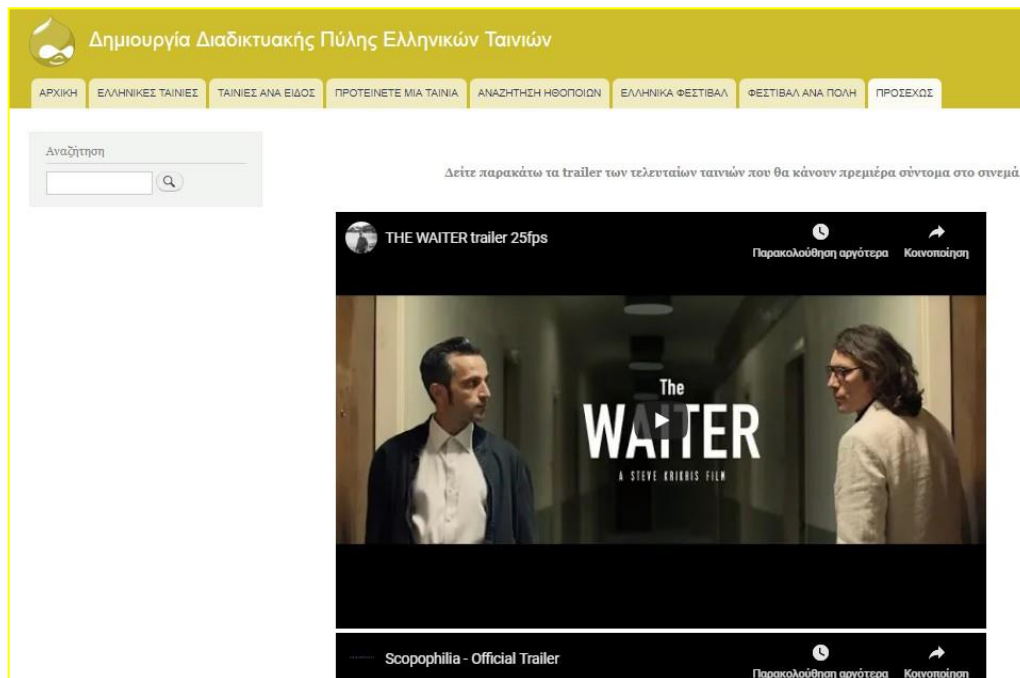 Δημιουργία Διαδικτυακής Πύλης Ελληνικών Ταινιών
ΑΡΧΙΚΗ ΕΛΛΗΝΙΚΕΣ ΤΑΙΝΙΕΣ ΤΑΙΝΙΕΣ ΑΝΑ ΕΙΔΟΣ ΠΡΟΤΕΙΝΕΤΕ ΜΙΑ ΤΑΙΝΙΑ ΑΝΑΖΗΤΗΣΗ ΗΘΟΠΟΙΩΝ ΕΛΛΗΝΙΚΑ ΦΕΣΤΙΒΑΛ ΦΕΣΤΙΒΑΛ ΑΝΑ ΠΟΛΗ ΠΡΟΣΕΧΩΣ
Αναζήτηση
Δείτε παρακάτω τα trailer των τελευταίων ταινιών που θα κάνουν πρεμιέρα σύντομα στο σινεμά
THE WAITER trailer 25fps
Παρακολούθηση αργότερα Κοινοποίηση
The
WAITER
A STEVE KRIKRIS FILM
Scopophilia - Official Trailer
Παρακολούθηση αργότερα Κοινοποίηση